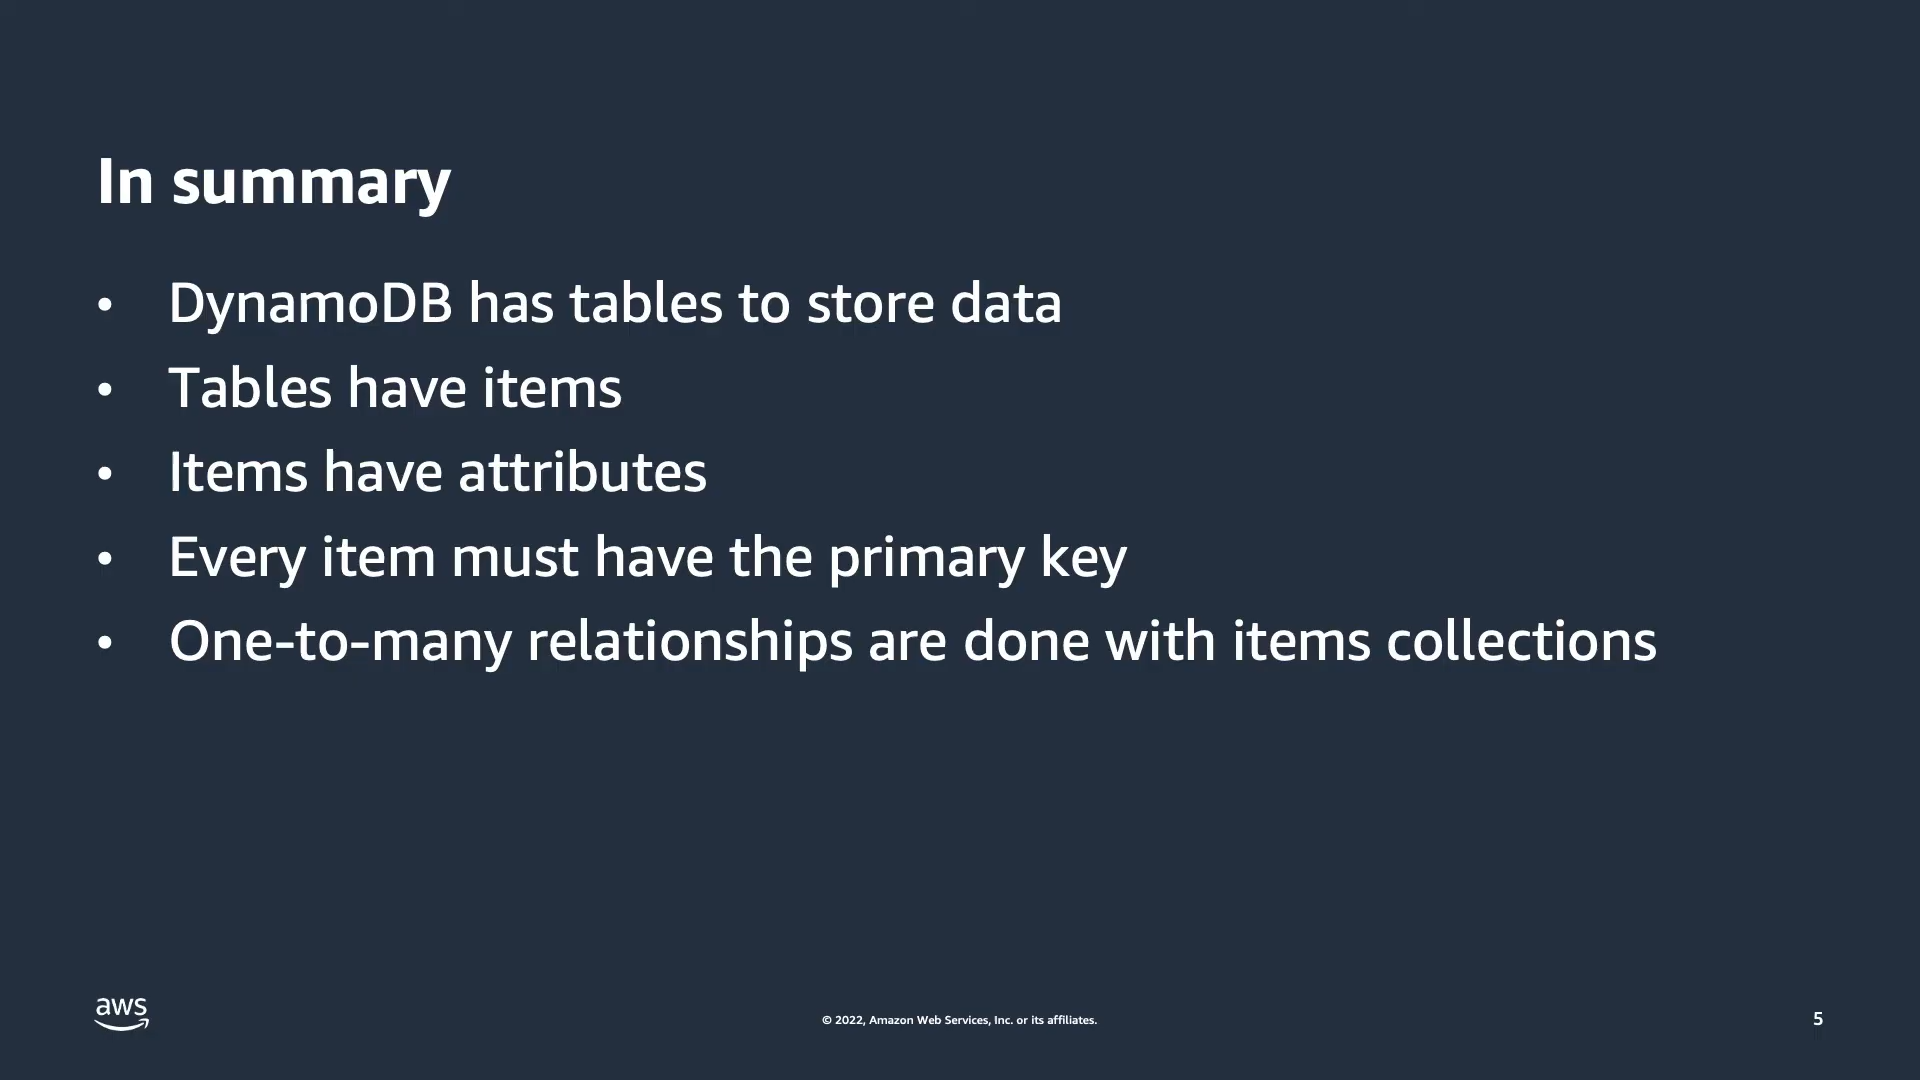 In summary
• DynamoDB has tables to store data
• Tables have items
• Items have attributes
• Every item must have the primary key
• One-to-many relationships are done with items collections
aws
© 2022, Amazon Web Services, Inc. or its affiliates.
5